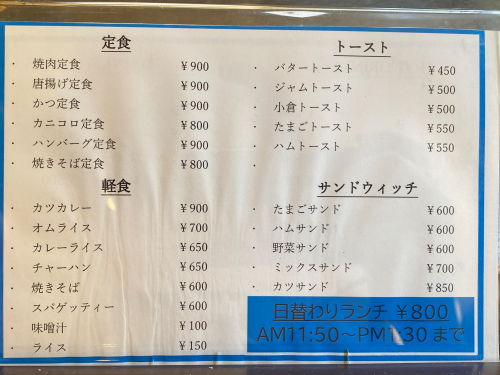 定食
・ 焼肉定食 ¥900
・ 唐揚げ定食 ¥900
・ かつ定食 ¥900
・ カニコロ定食 ¥800
・ ハンバーグ定食 ¥900
・ 焼きそば定食 ¥800
軽食
・ カツカレー ¥900
・ オムライス ¥700
・ カレーライス ¥650
・ チャーハン ¥650
・ 焼きそば ¥600
・ スパゲッティー ¥600
・ 味噌汁 ¥100
・ ライス ¥150
トースト
・ バタートースト ¥450
・ ジャムトースト ¥500
・ 小倉トースト ¥500
・ たまごトースト ¥550
・ ハムトースト ¥550
・
サンドウィッチ
・ たまごサンド ¥600
・ ハムサンド ¥600
・ 野菜サンド ¥600
・ ミックスサンド ¥700
・ カツサンド ¥850
日替わりランチ ¥800
AM11:50～PM1:30まで